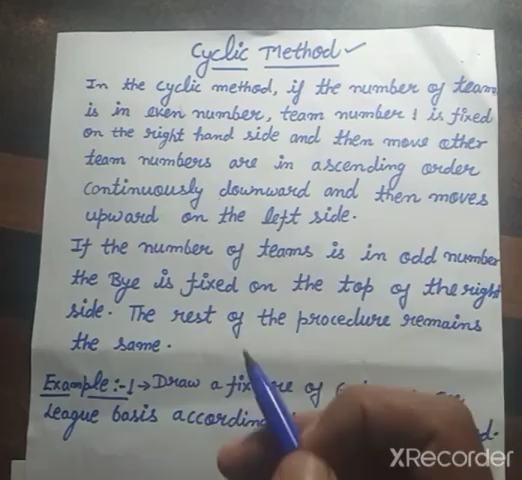 Cyclic Method
In the cyclic method, if the number of team
is in even number, team number 1 is fixed
on the right hand side and then move other
team numbers are in ascending order
Continuously downward and then moves
upward on the left side.
If the number of teams is in odd number
the Bye is fixed on the top of the right
side. The rest of the procedure remains
the same.
Example:-1→ Draw a of
League basis
XRecorder